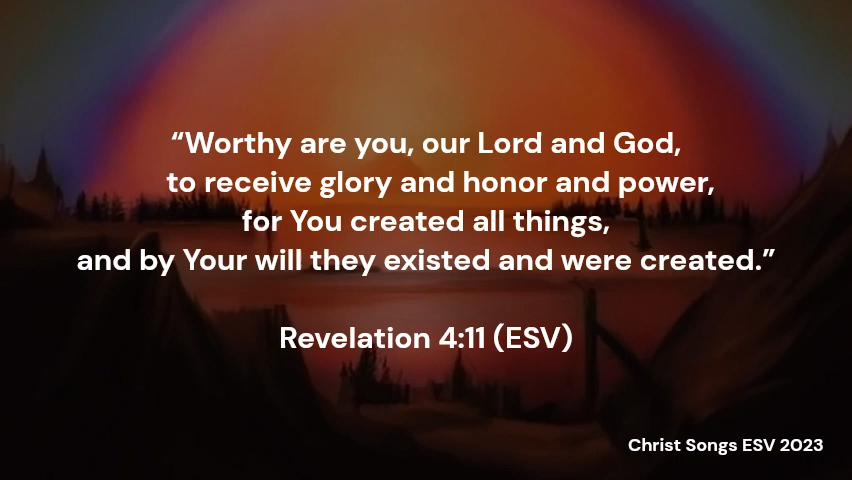 “Worthy are you, our Lord and God,
to receive glory and honor and power,
for You created all things,
and by Your will they existed and were created.”
Revelation 4:11 (ESV)
Christ Songs ESV 2023